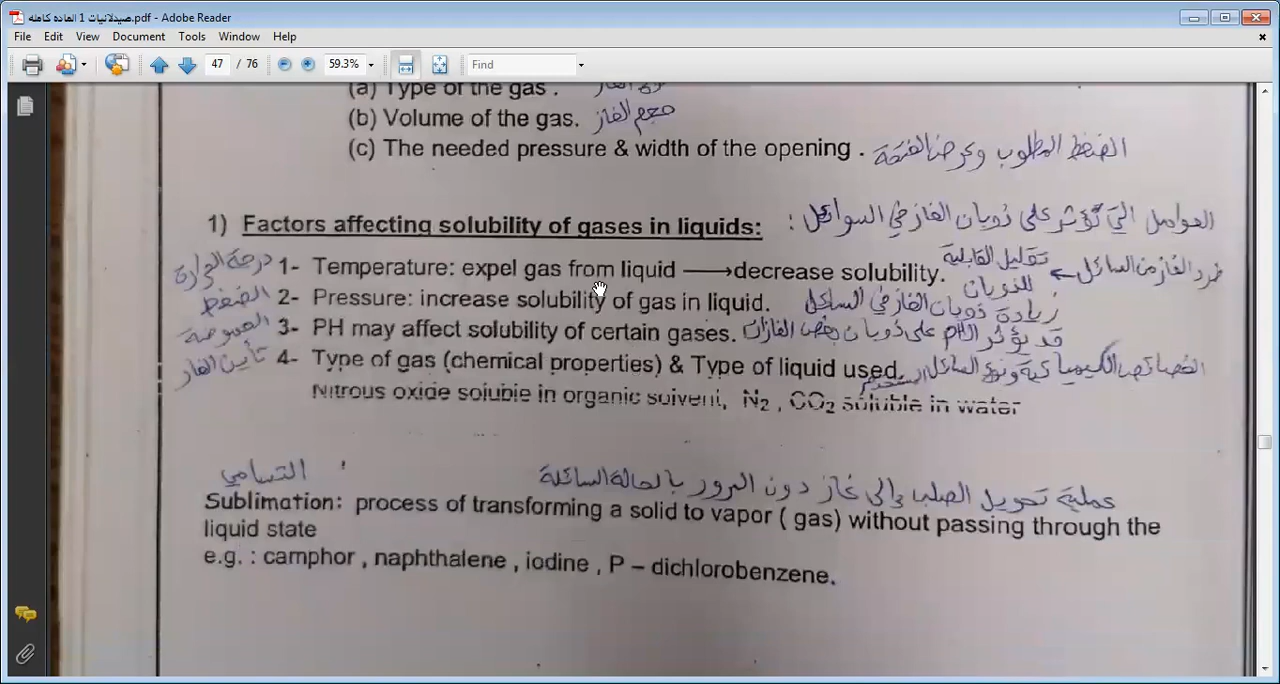 صيدلانيات 1 الماده كامله.pdf - Adobe Reader
File Edit View Document Tools Window Help
47 / 76 59.3% Find
(a) Type of the gas .
(b) Volume of the gas. حجم الغاز
(c) The needed pressure & width of the opening . الضغط المطلوب وعرض الفتحة
1) Factors affecting solubility of gases in liquids: العوامل التي تؤثر على ذوبان الغاز في السوائل :
درجة الحرارة 1- Temperature: expel gas from liquid ⟶ decrease solubility. تقليل القابلية للذوبان ← طرد الغاز من السائل
الضغط 2- Pressure: increase solubility of gas in liquid. زيادة ذوبان الغاز في السائل
الحموضة 3- PH may affect solubility of certain gases. قد يؤثر الPH على ذوبان بعض الغازات
4- Type of gas (chemical properties) & Type of liquid used. الخصائص الكيميائية ونوع السائل المستخدم
Nitrous oxide soluble in organic solvent, N2 , CO2 soluble in water
التسامي عملية تحويل الصلب إلى غاز دون المرور بالحالة السائلة
Sublimation: process of transforming a solid to vapor ( gas) without passing through the
liquid state
e.g. : camphor , naphthalene , iodine , P – dichlorobenzene.